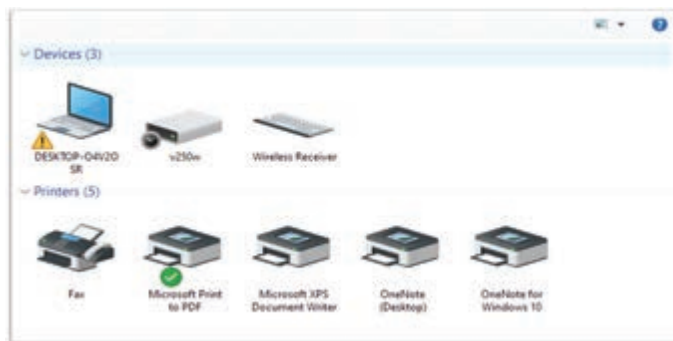 Devices (3)
DESKTOP-O4V2O
SR
v250w
Wireless Receiver
Printers (5)
Fax
Microsoft Print
to PDF
Microsoft XPS
Document Writer
OneNote
(Desktop)
OneNote for
Windows 10